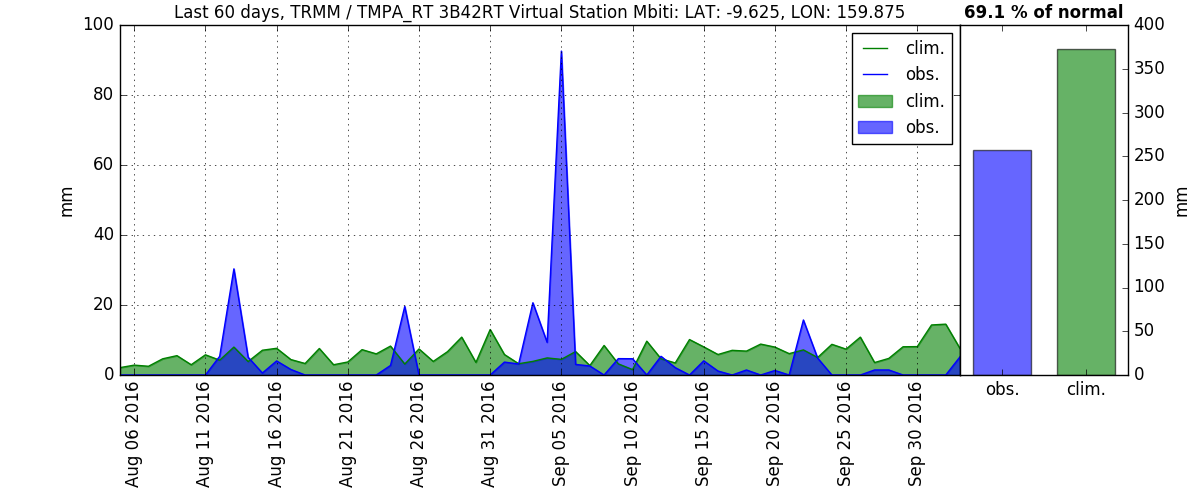 Last 60 days, TRMM / TMPA_RT 3B42RT Virtual Station Mbiti: LAT: -9.625, LON: 159.875
69.1 % of normal
100
80
60
40
20
0
mm
clim.
obs.
clim.
obs.
Aug 06 2016
Aug 11 2016
Aug 16 2016
Aug 21 2016
Aug 26 2016
Aug 31 2016
Sep 05 2016
Sep 10 2016
Sep 15 2016
Sep 20 2016
Sep 25 2016
Sep 30 2016
400
350
300
250
200
150
100
50
0
mm
obs.
clim.